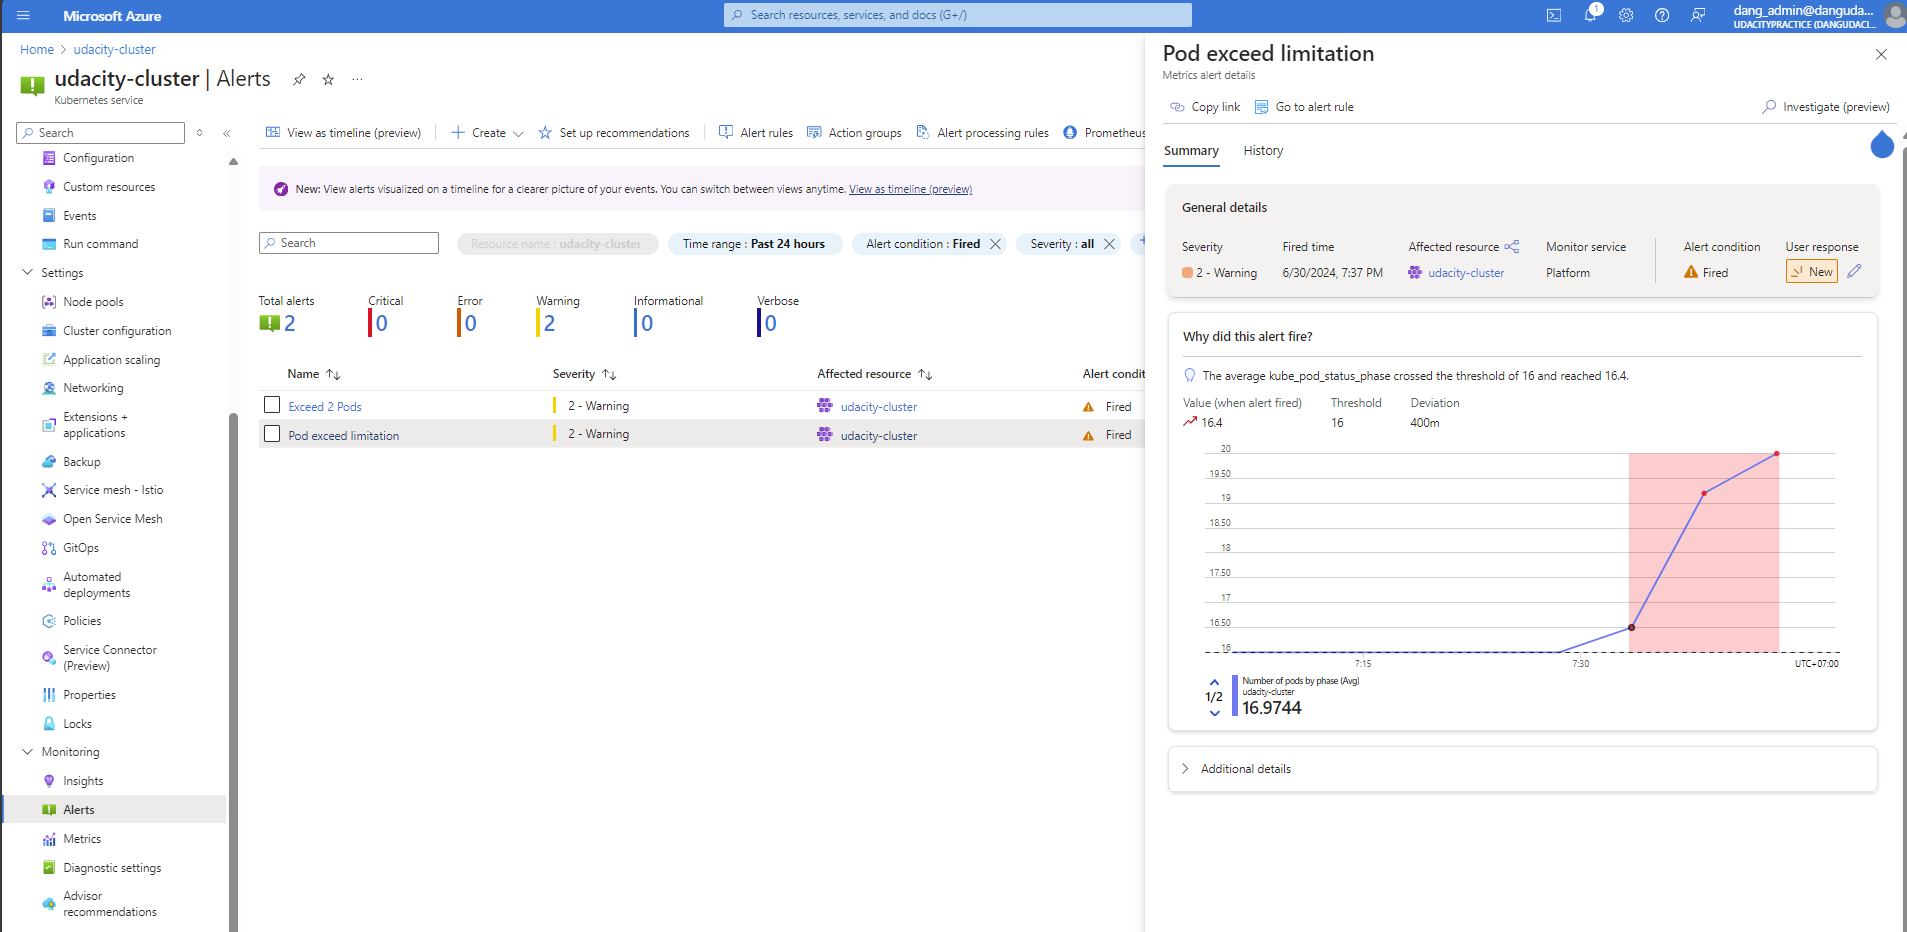 Microsoft Azure
Search resources, services, and docs (G+/)
1
dang_admin@danguda...
UDACITYPRACTICE (DANGUDACI...
Home > udacity-cluster
udacity-cluster | Alerts
Kubernetes service
Search
Configuration
Custom resources
Events
Run command
Settings
Node pools
Cluster configuration
Application scaling
Networking
Extensions +
applications
Backup
Service mesh - Istio
Open Service Mesh
GitOps
Automated
deployments
Policies
Service Connector
(Preview)
Properties
Locks
Monitoring
Insights
Alerts
Metrics
Diagnostic settings
Advisor
recommendations
View as timeline (preview)
Create
Set up recommendations
Alert rules
Action groups
Alert processing rules
Prometheus
New: View alerts visualized on a timeline for a clearer picture of your events. You can switch between views anytime. View as timeline (preview)
Search
Resource name : udacity-cluster
Time range : Past 24 hours
Alert condition : Fired
Severity : all
Total alerts
2
Critical
0
Error
0
Warning
2
Informational
0
Verbose
0
Name Severity Affected resource Alert condit
Exceed 2 Pods 2 - Warning udacity-cluster Fired
Pod exceed limitation 2 - Warning udacity-cluster Fired
Pod exceed limitation
Metrics alert details
Copy link
Go to alert rule
Investigate (preview)
Summary
History
General details
Severity
2 - Warning
Fired time
6/30/2024, 7:37 PM
Affected resource
udacity-cluster
Monitor service
Platform
Alert condition
Fired
User response
New
Why did this alert fire?
The average kube_pod_status_phase crossed the threshold of 16 and reached 16.4.
Value (when alert fired) Threshold Deviation
16.4 16 400m
20
19.50
19
18.50
18
17.50
17
16.50
16
7:15 7:30 UTC+07:00
1/2
Number of pods by phase (Avg)
udacity-cluster
16.9744
Additional details